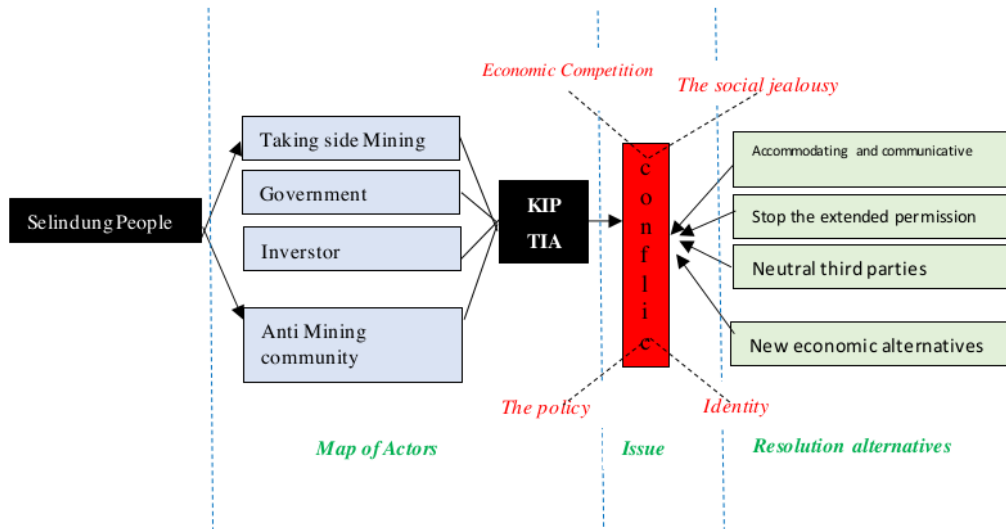 Selindung People
Taking side Mining
Government
Inverstor
Anti Mining
community
KIP
TIA
Economic Competition
The social jealousy
c
o
n
f
l
i
c
The policy
Identity
Accommodating and communicative
Stop the extended permission
Neutral third parties
New economic alternatives
Map of Actors
Issue
Resolution alternatives